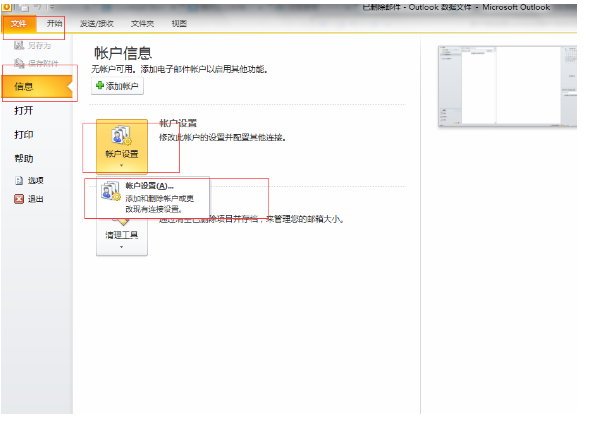 已删除邮件 - Outlook 数据文件 - Microsoft Outlook
文件 开始 发送/接收 文件夹 视图
另存为
保存附件
信息
打开
打印
帮助
选项
退出
帐户信息
无帐户可用。添加电子邮件帐户以启用其他功能。
添加帐户
帐户设置
帐户设置
修改此帐户的设置并配置其他连接。
帐户设置(A)...
添加和删除帐户或更
改现有连接设置。
通过清空已删除项目并存档，来管理您的邮箱大小。
清理工具